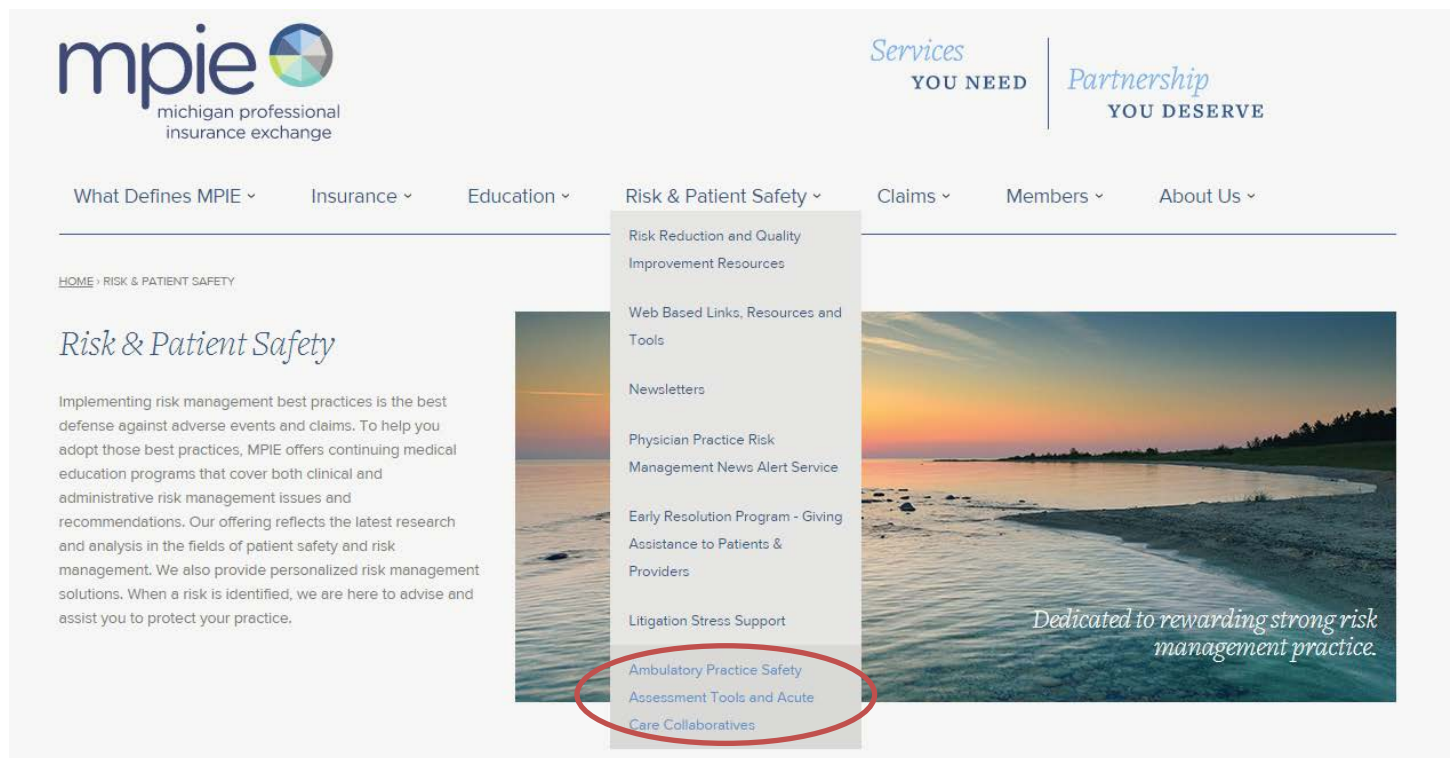 mpie
michigan professional
insurance exchange
Services
YOU NEED
Partnership
YOU DESERVE
What Defines MPIE
Insurance
Education
Risk & Patient Safety
Claims
Members
About Us
Risk Reduction and Quality
Improvement Resources
Web Based Links, Resources and
Tools
Newsletters
Physician Practice Risk
Management News Alert Service
Early Resolution Program - Giving
Assistance to Patients &
Providers
Litigation Stress Support
Ambulatory Practice Safety
Assessment Tools and Acute
Care Collaboratives
HOME › RISK & PATIENT SAFETY
Risk & Patient Safety
Implementing risk management best practices is the best
defense against adverse events and claims. To help you
adopt those best practices, MPIE offers continuing medical
education programs that cover both clinical and
administrative risk management issues and
recommendations. Our offering reflects the latest research
and analysis in the fields of patient safety and risk
management. We also provide personalized risk management
solutions. When a risk is identified, we are here to advise and
assist you to protect your practice.
Dedicated to rewarding strong risk
management practice.